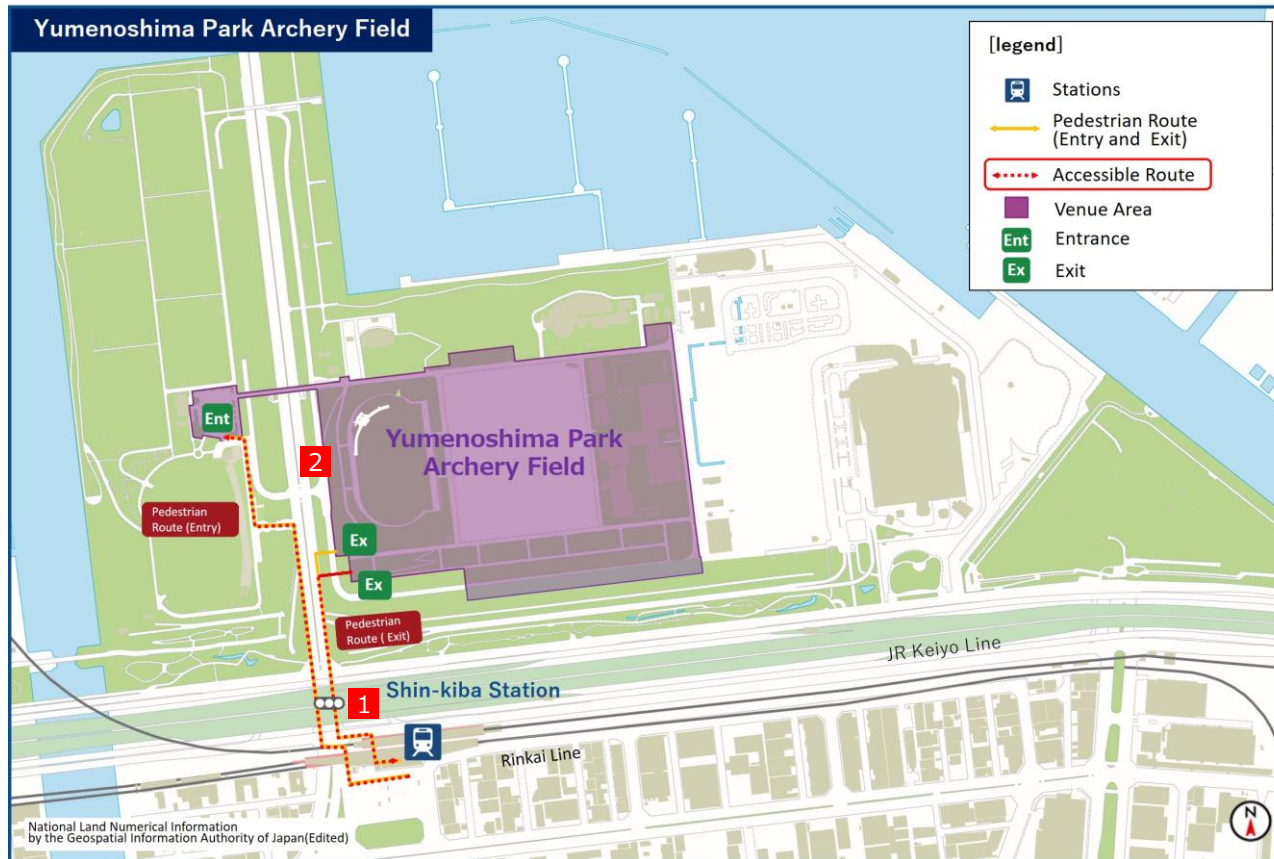 Yumenoshima Park Archery Field
[legend]
Stations
Pedestrian Route
(Entry and Exit)
Accessible Route
Venue Area
Ent Entrance
Ex Exit
Ent
2
Yumenoshima Park
Archery Field
Pedestrian
Route (Entry)
Ex
Ex
Pedestrian
Route ( Exit)
JR Keiyo Line
1
Shin-kiba Station
Rinkai Line
National Land Numerical Information
by the Geospatial Information Authority of Japan(Edited)
N